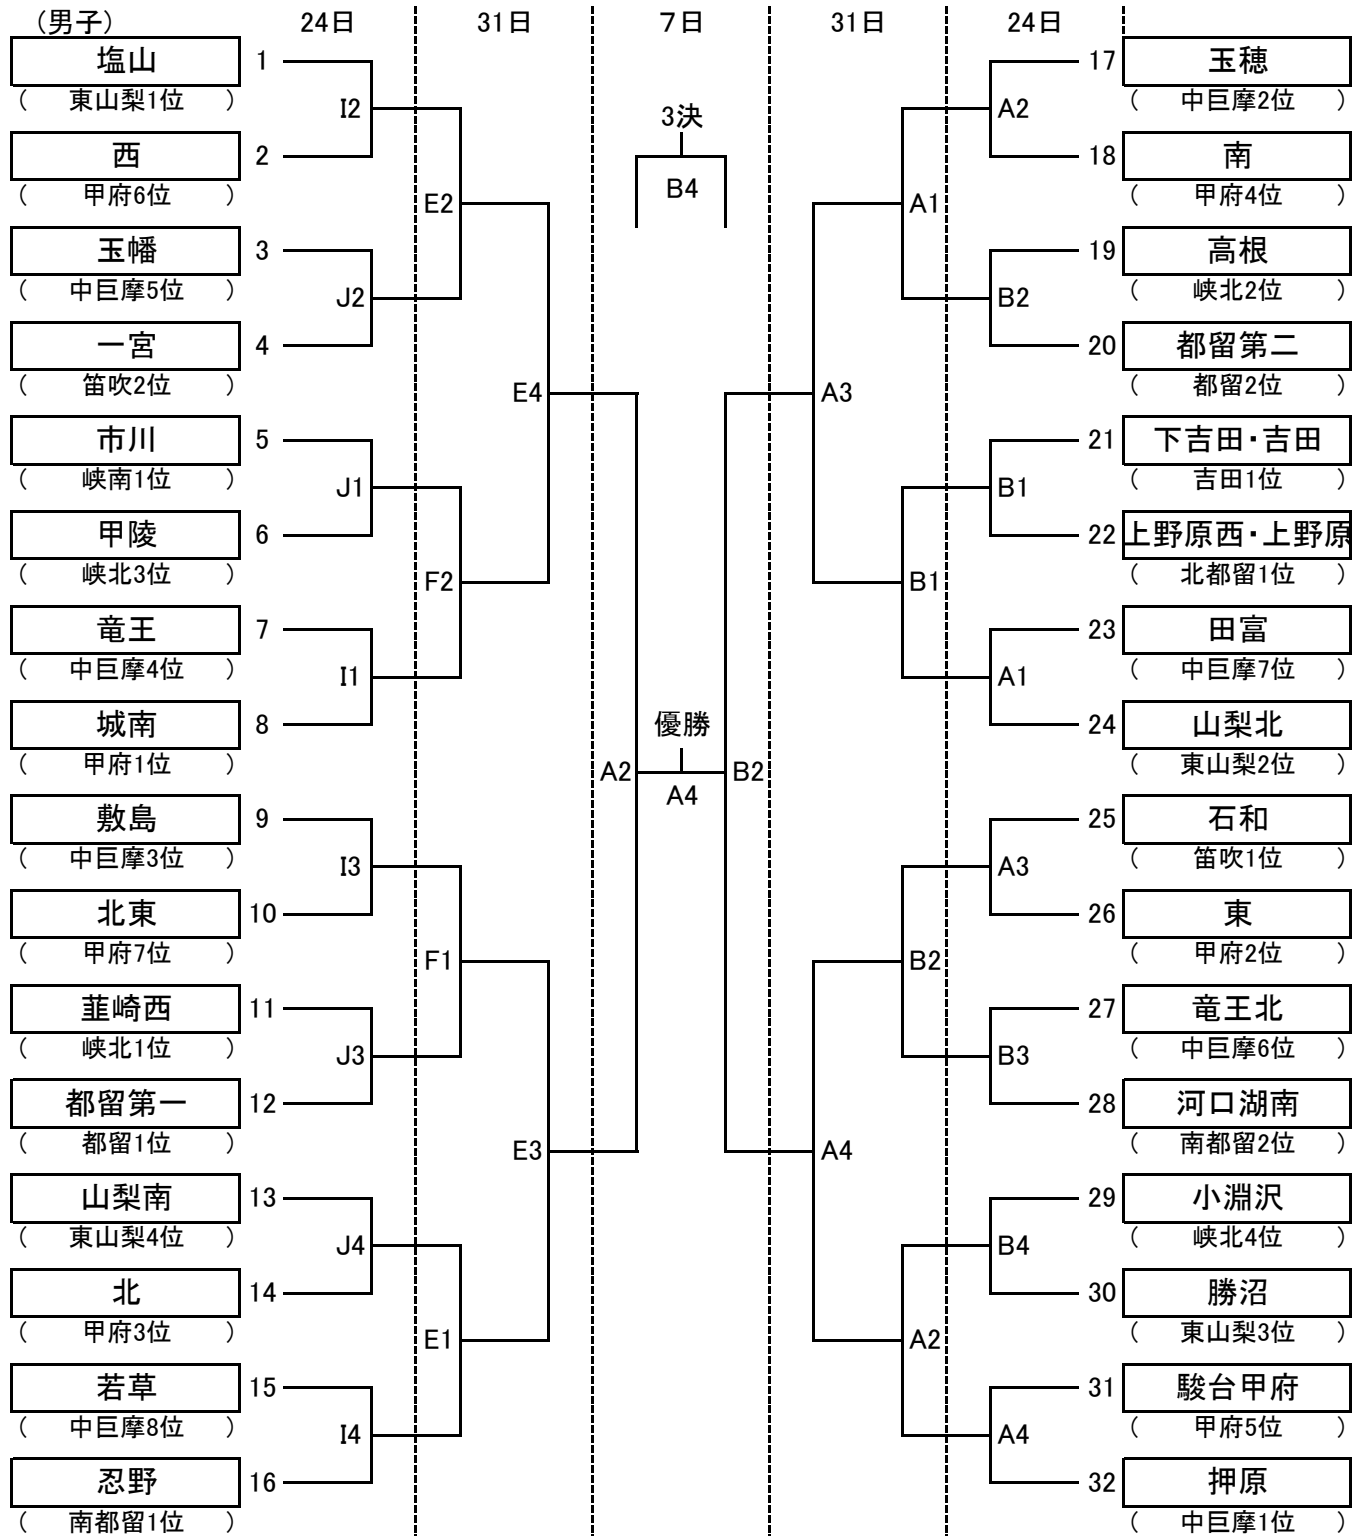 （男子） 24日 31日 7日 31日 24日
塩山 1
（ 東山梨1位 ）
I2
西 2
（ 甲府6位 ）
E2
玉幡 3
（ 中巨摩5位 ）
J2
一宮 4
（ 笛吹2位 ）
E4
市川 5
（ 峡南1位 ）
J1
甲陵 6
（ 峡北3位 ）
F2
竜王 7
（ 中巨摩4位 ）
I1
城南 8
（ 甲府1位 ）
A2
敷島 9
（ 中巨摩3位 ）
I3
北東 10
（ 甲府7位 ）
F1
韮崎西 11
（ 峡北1位 ）
J3
都留第一 12
（ 都留1位 ）
E3
山梨南 13
（ 東山梨4位 ）
J4
北 14
（ 甲府3位 ）
E1
若草 15
（ 中巨摩8位 ）
I4
忍野 16
（ 南都留1位 ）
3決
B4
優勝
A4
17 玉穂
（ 中巨摩2位 ）
A2
18 南
（ 甲府4位 ）
A1
19 高根
（ 峡北2位 ）
B2
20 都留第二
（ 都留2位 ）
A3
21 下吉田・吉田
（ 吉田1位 ）
B1
22 上野原西・上野原
（ 北都留1位 ）
B1
23 田富
（ 中巨摩7位 ）
A1
24 山梨北
（ 東山梨2位 ）
B2
25 石和
（ 笛吹1位 ）
A3
26 東
（ 甲府2位 ）
B2
27 竜王北
（ 中巨摩6位 ）
B3
28 河口湖南
（ 南都留2位 ）
A4
29 小淵沢
（ 峡北4位 ）
B4
30 勝沼
（ 東山梨3位 ）
A2
31 駿台甲府
（ 甲府5位 ）
A4
32 押原
（ 中巨摩1位 ）